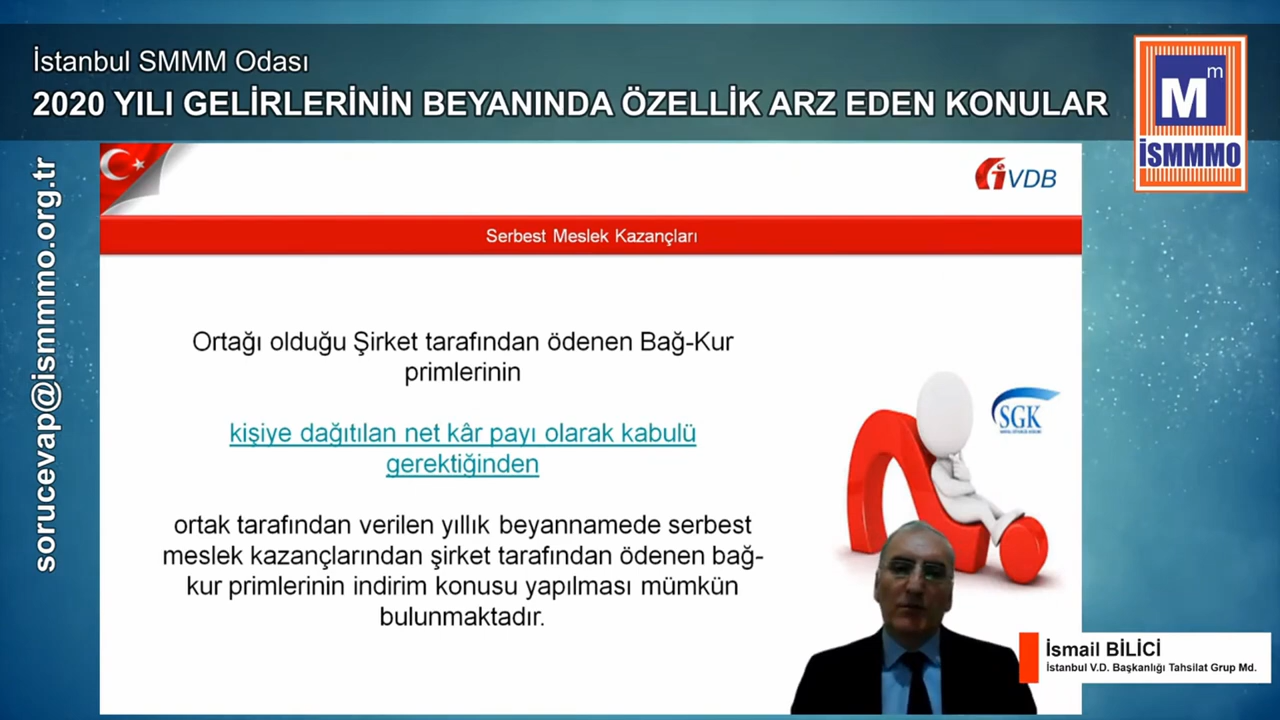 İstanbul SMMM Odası
2020 YILI GELİRLERİNİN BEYANINDA ÖZELLİK ARZ EDEN KONULAR
M
m
İSMMMO
sorucevap@ismmmo.org.tr
iVDB
Serbest Meslek Kazançları
Ortağı olduğu Şirket tarafından ödenen Bağ-Kur
primlerinin
kişiye dağıtılan net kâr payı olarak kabulü
gerektiğinden
ortak tarafından verilen yıllık beyannamede serbest
meslek kazançlarından şirket tarafından ödenen bağ-
kur primlerinin indirim konusu yapılması mümkün
bulunmaktadır.
SGK
İsmail BİLİCİ
İstanbul V.D. Başkanlığı Tahsilat Grup Md.